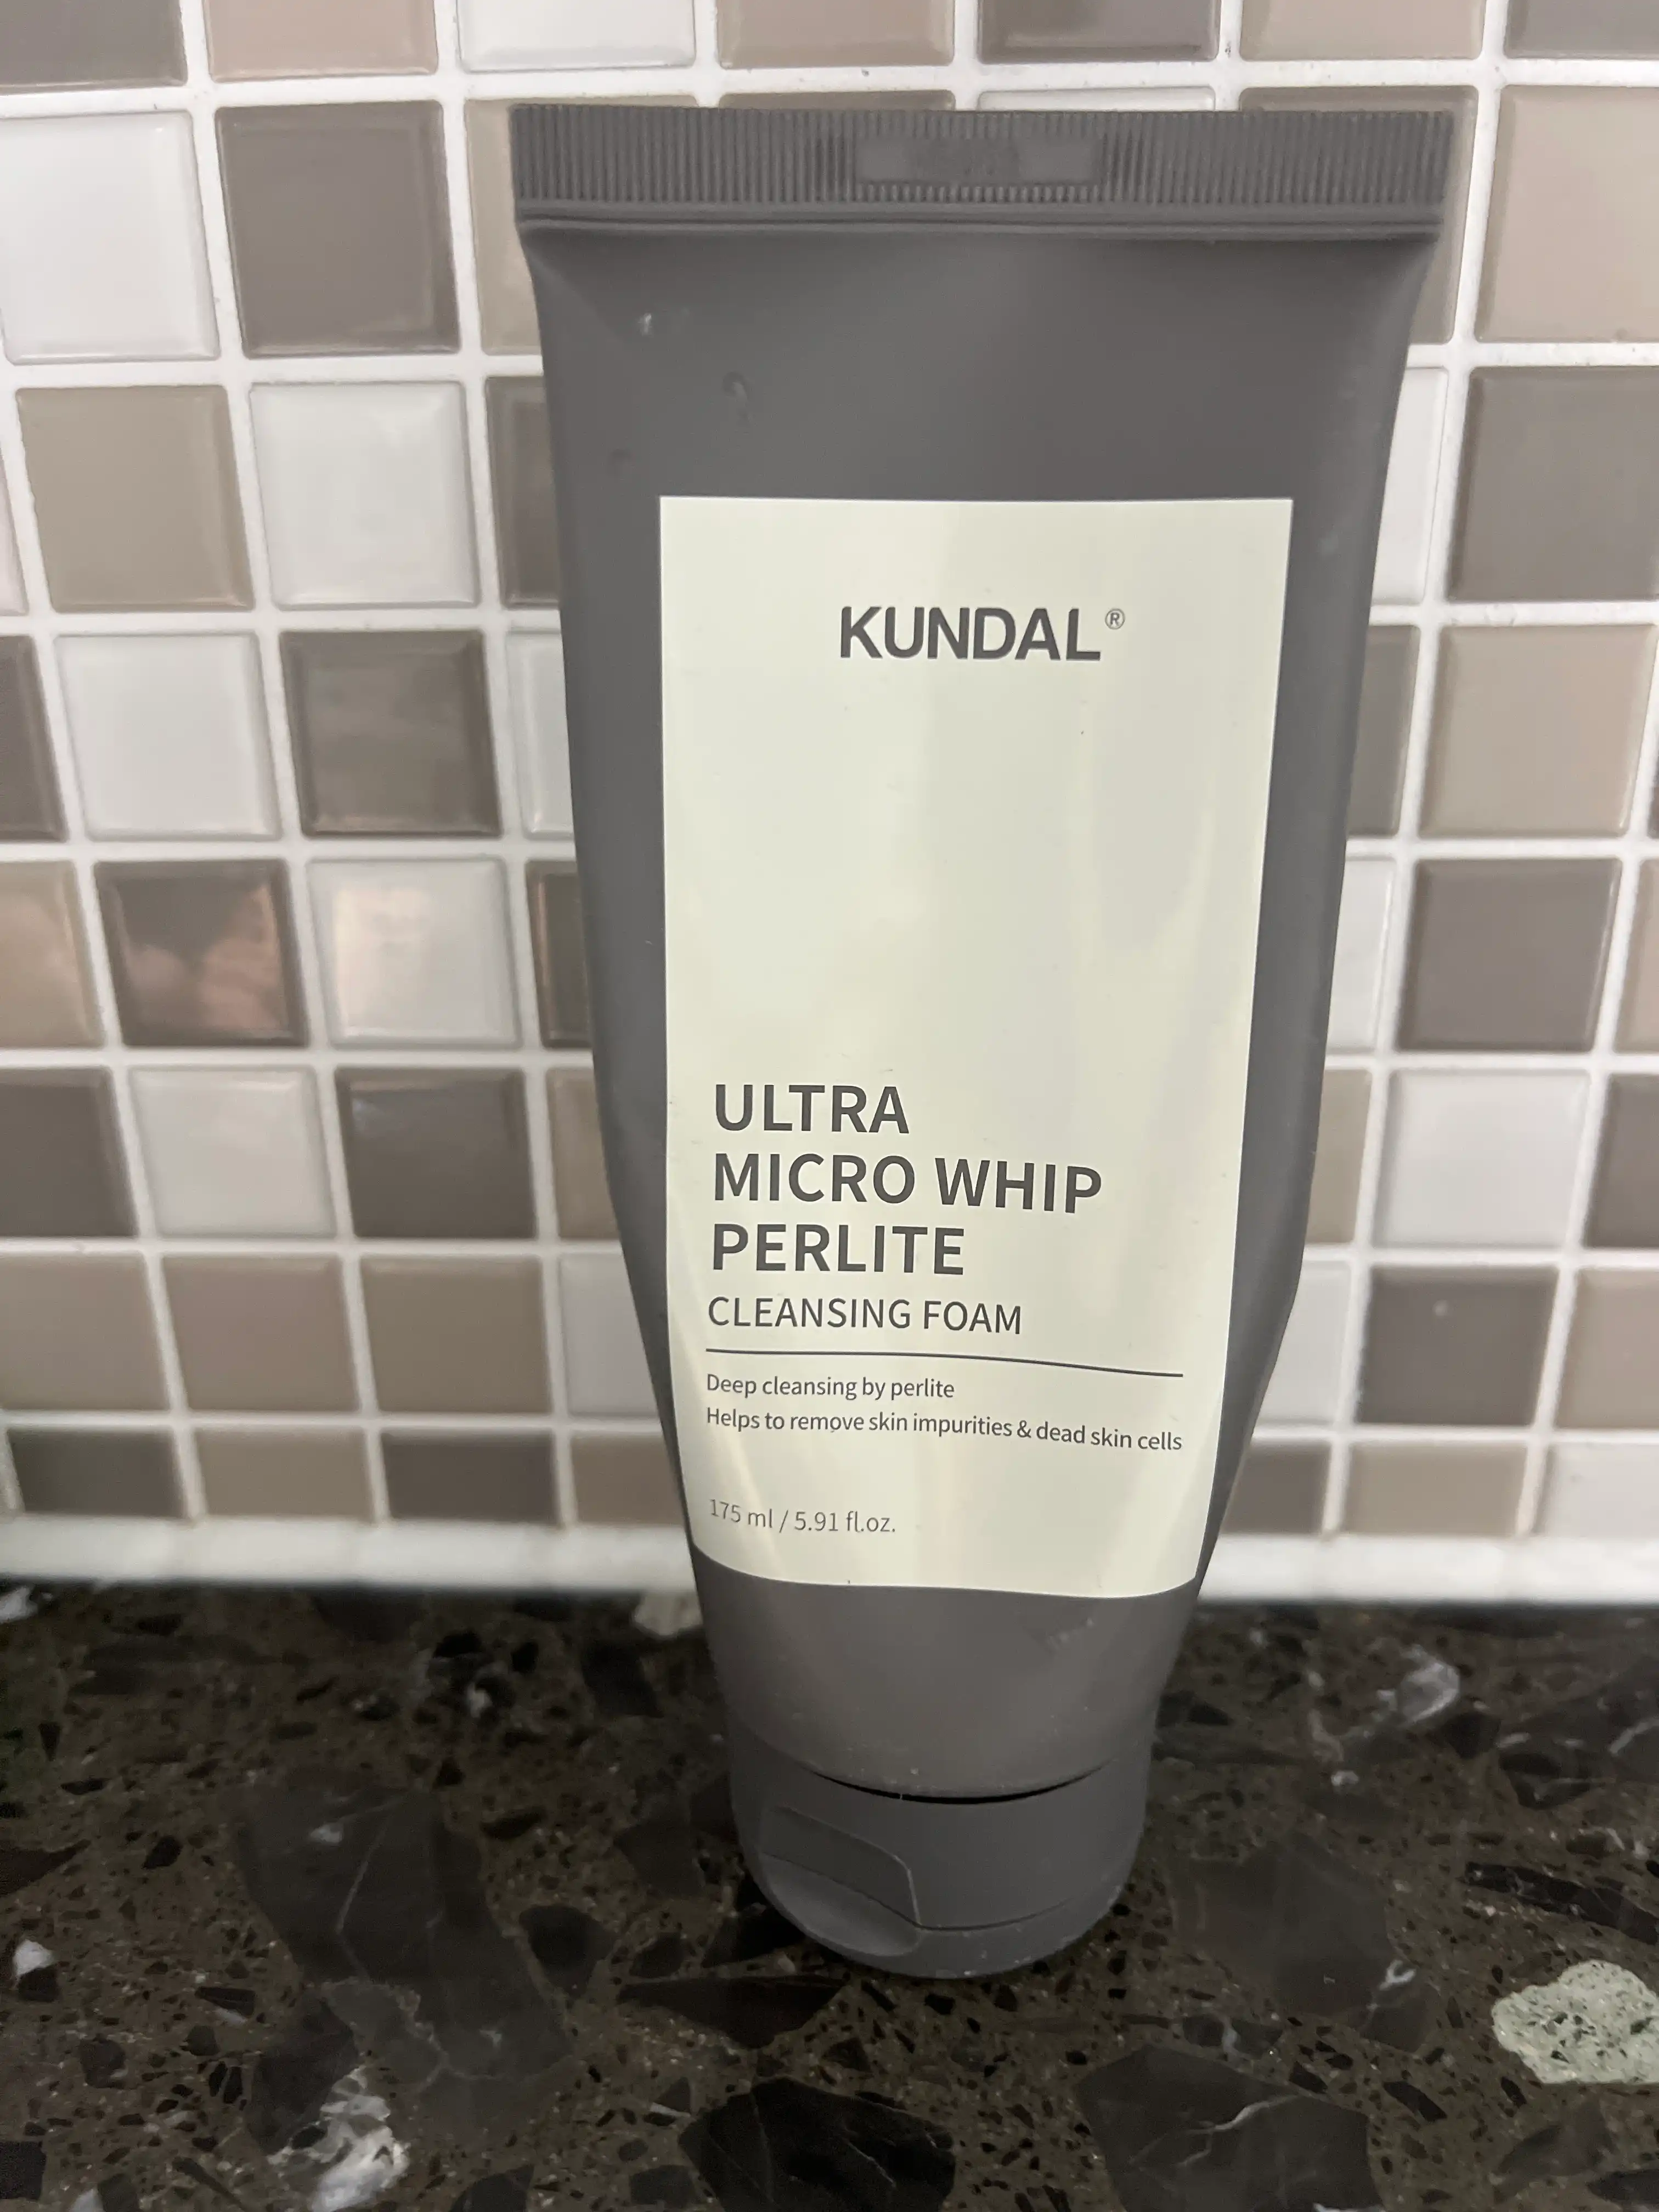 KUNDAL®
ULTRA
MICRO WHIP
PERLITE
CLEANSING FOAM
Deep cleansing by perlite
Helps to remove skin impurities & dead skin cells
175 ml / 5.91 fl.oz.